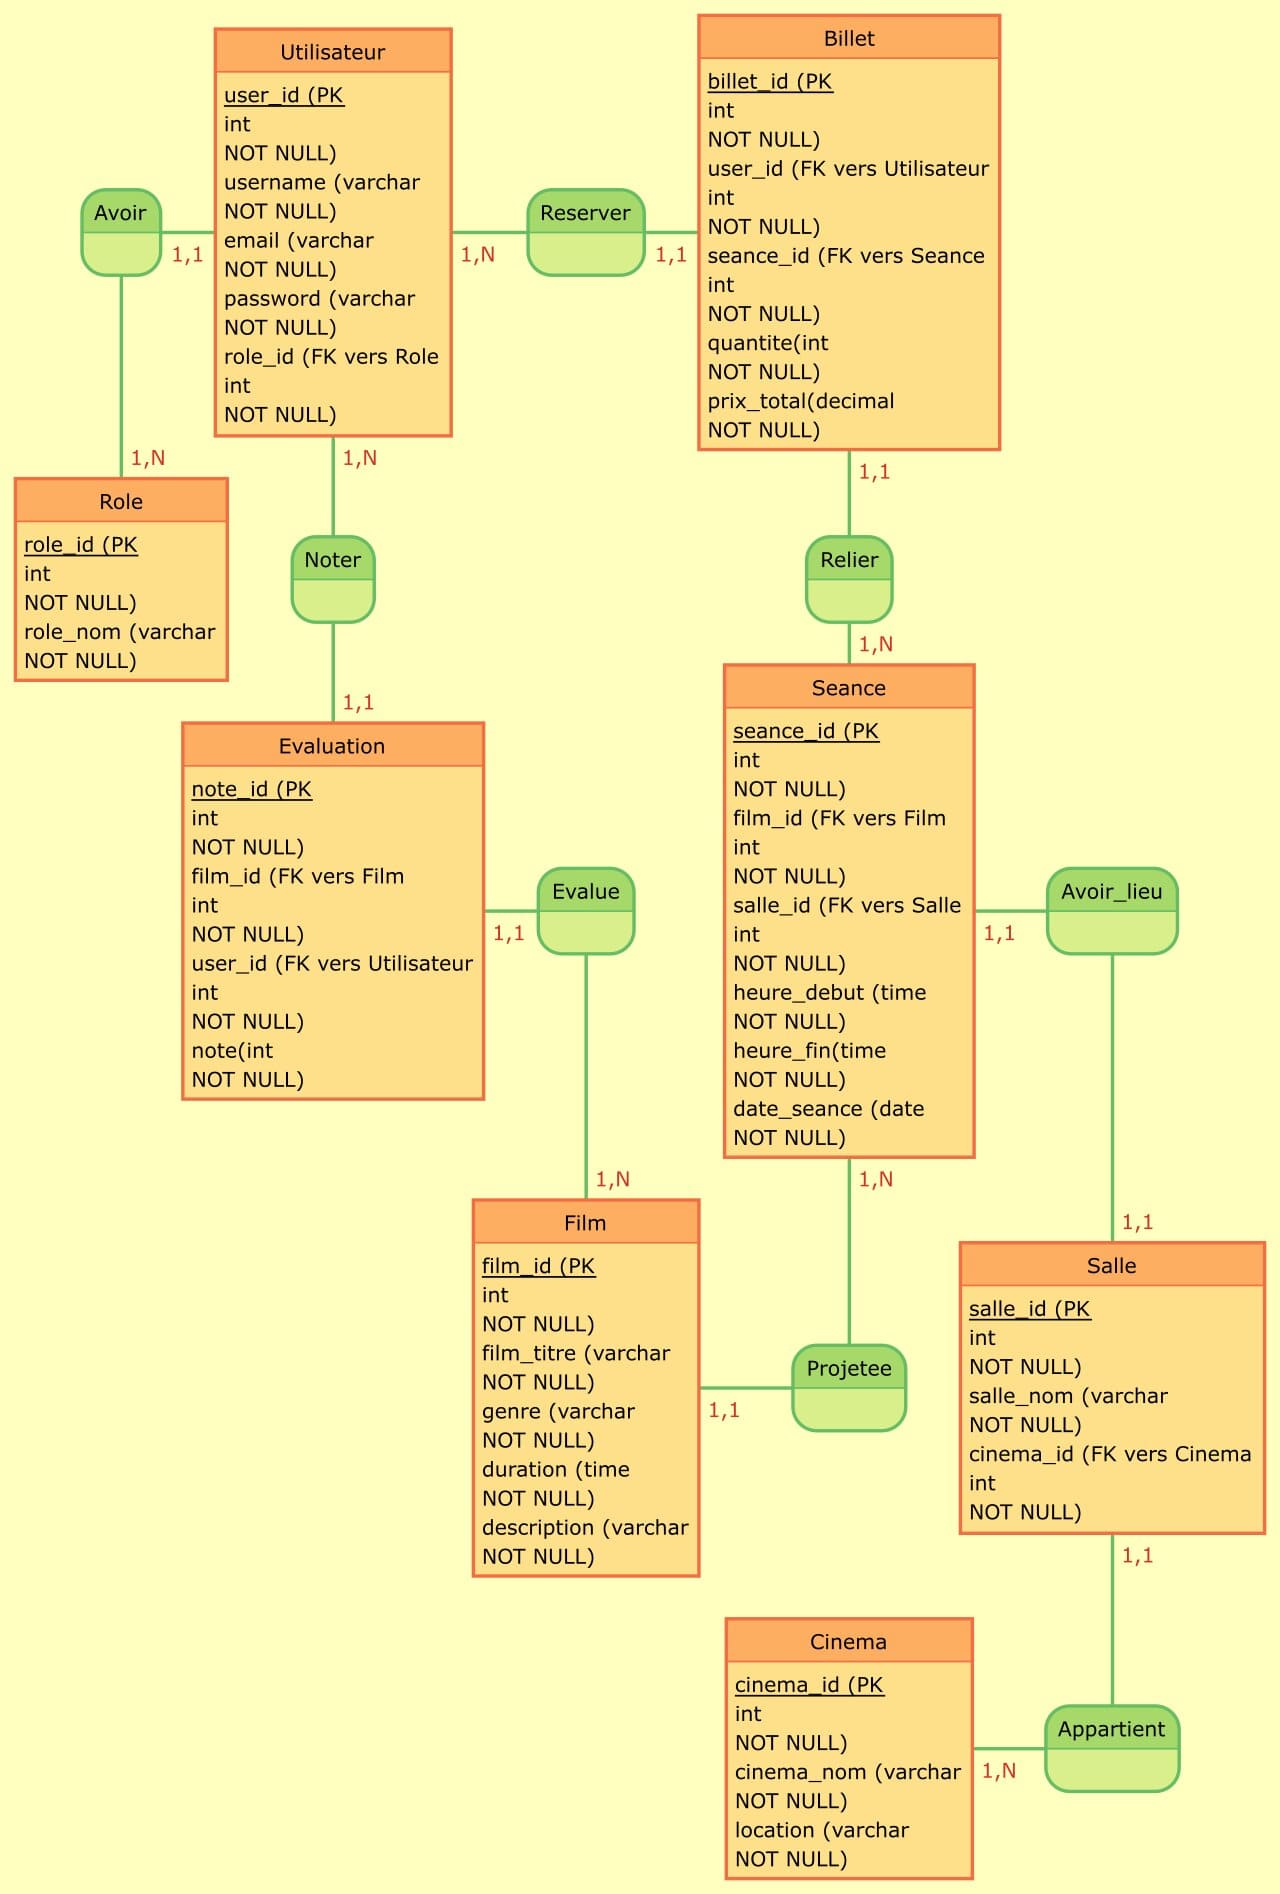 Utilisateur
user_id (PK
int
NOT NULL)
username (varchar
NOT NULL)
email (varchar
NOT NULL)
password (varchar
NOT NULL)
role_id (FK vers Role
int
NOT NULL)
Billet
billet_id (PK
int
NOT NULL)
user_id (FK vers Utilisateur
int
NOT NULL)
seance_id (FK vers Seance
int
NOT NULL)
quantite(int
NOT NULL)
prix_total(decimal
NOT NULL)
Avoir
1,1
1,N
Reserver
1,N
1,1
Role
role_id (PK
int
NOT NULL)
role_nom (varchar
NOT NULL)
1,N
Noter
1,1
1,1
Relier
1,N
Evaluation
note_id (PK
int
NOT NULL)
film_id (FK vers Film
int
NOT NULL)
user_id (FK vers Utilisateur
int
NOT NULL)
note(int
NOT NULL)
Evalue
1,1
1,N
Seance
seance_id (PK
int
NOT NULL)
film_id (FK vers Film
int
NOT NULL)
salle_id (FK vers Salle
int
NOT NULL)
heure_debut (time
NOT NULL)
heure_fin(time
NOT NULL)
date_seance (date
NOT NULL)
Avoir_lieu
1,1
1,1
Film
film_id (PK
int
NOT NULL)
film_titre (varchar
NOT NULL)
genre (varchar
NOT NULL)
duration (time
NOT NULL)
description (varchar
NOT NULL)
1,N
Projetee
1,1
Salle
salle_id (PK
int
NOT NULL)
salle_nom (varchar
NOT NULL)
cinema_id (FK vers Cinema
int
NOT NULL)
1,1
Cinema
cinema_id (PK
int
NOT NULL)
cinema_nom (varchar
NOT NULL)
location (varchar
NOT NULL)
Appartient
1,N